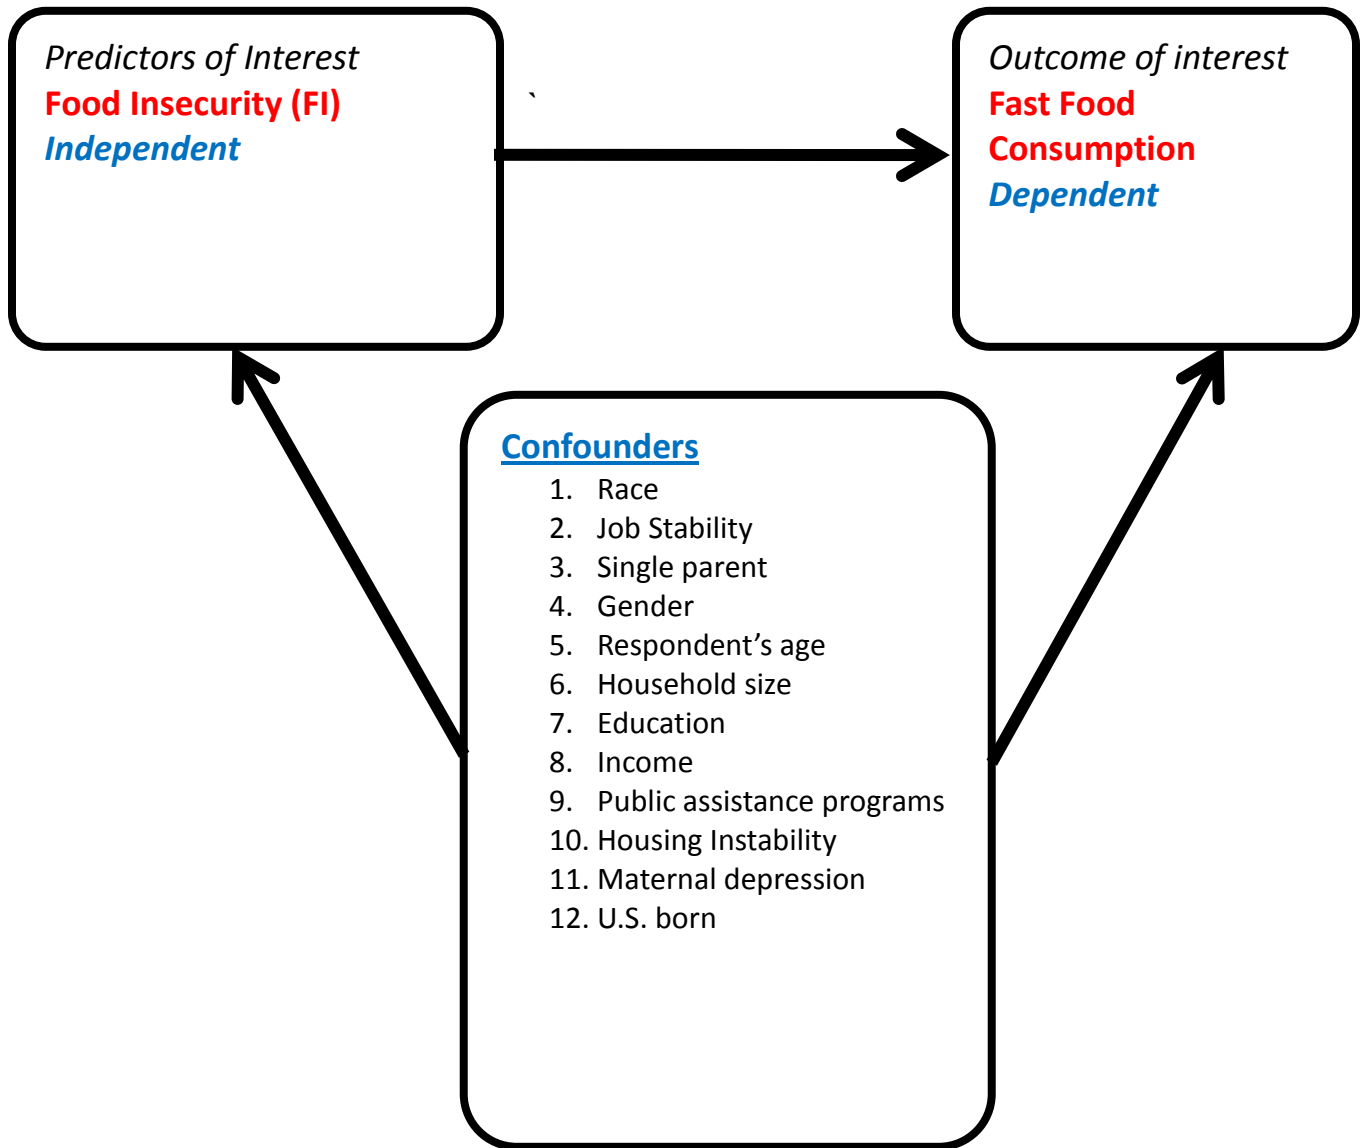 Predictors of Interest
Food Insecurity (FI)
Independent
`
Outcome of interest
Fast Food
Consumption
Dependent
Confounders
1. Race
2. Job Stability
3. Single parent
4. Gender
5. Respondent’s age
6. Household size
7. Education
8. Income
9. Public assistance programs
10. Housing Instability
11. Maternal depression
12. U.S. born